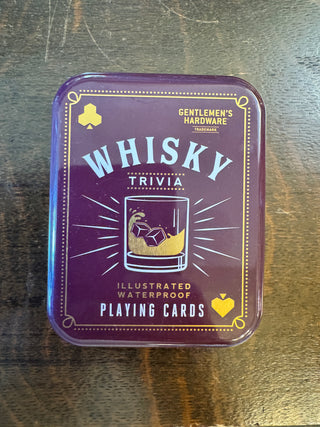 GENTLEMEN'S
HARDWARE
TRADEMARK
WHISKY
TRIVIA
ILLUSTRATED
WATERPROOF
PLAYING CARDS